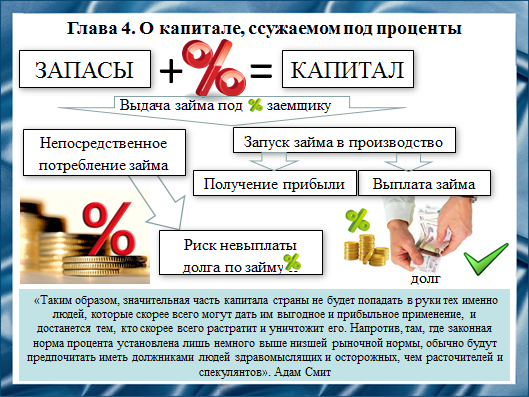 Глава 4. О капитале, ссужаемом под проценты
ЗАПАСЫ + % = КАПИТАЛ
Выдача займа под % заемщику
Непосредственное
потребление займа
Запуск займа в производство
Получение прибыли
Выплата займа
%
%
Риск невыплаты
долга по займу %
долг
«Таким образом, значительная часть капитала страны не будет попадать в руки тех именно
людей, которые скорее всего могут дать им выгодное и прибыльное применение, и
достанется тем, кто скорее всего растратит и уничтожит его. Напротив, там, где законная
норма процента установлена лишь немного выше низшей рыночной нормы, обычно будут
предпочитать иметь должниками людей здравомыслящих и осторожных, чем расточителей и
спекулянтов». Адам Смит